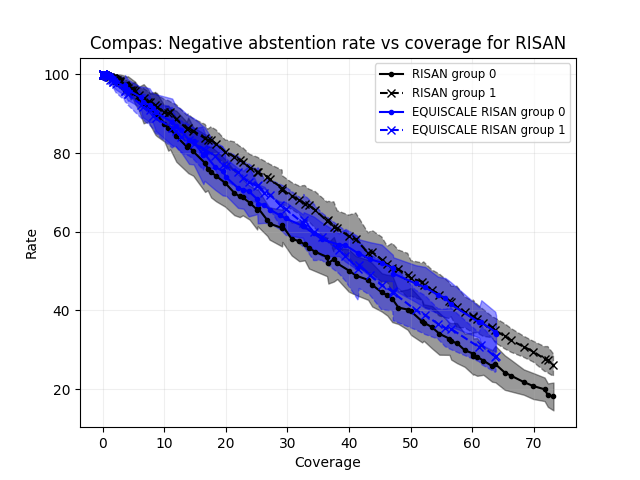 Compas: Negative abstention rate vs coverage for RISAN
RISAN group 0
RISAN group 1
EQUISCALE RISAN group 0
EQUISCALE RISAN group 1
100
80
60
40
20
Rate
0 10 20 30 40 50 60 70
Coverage